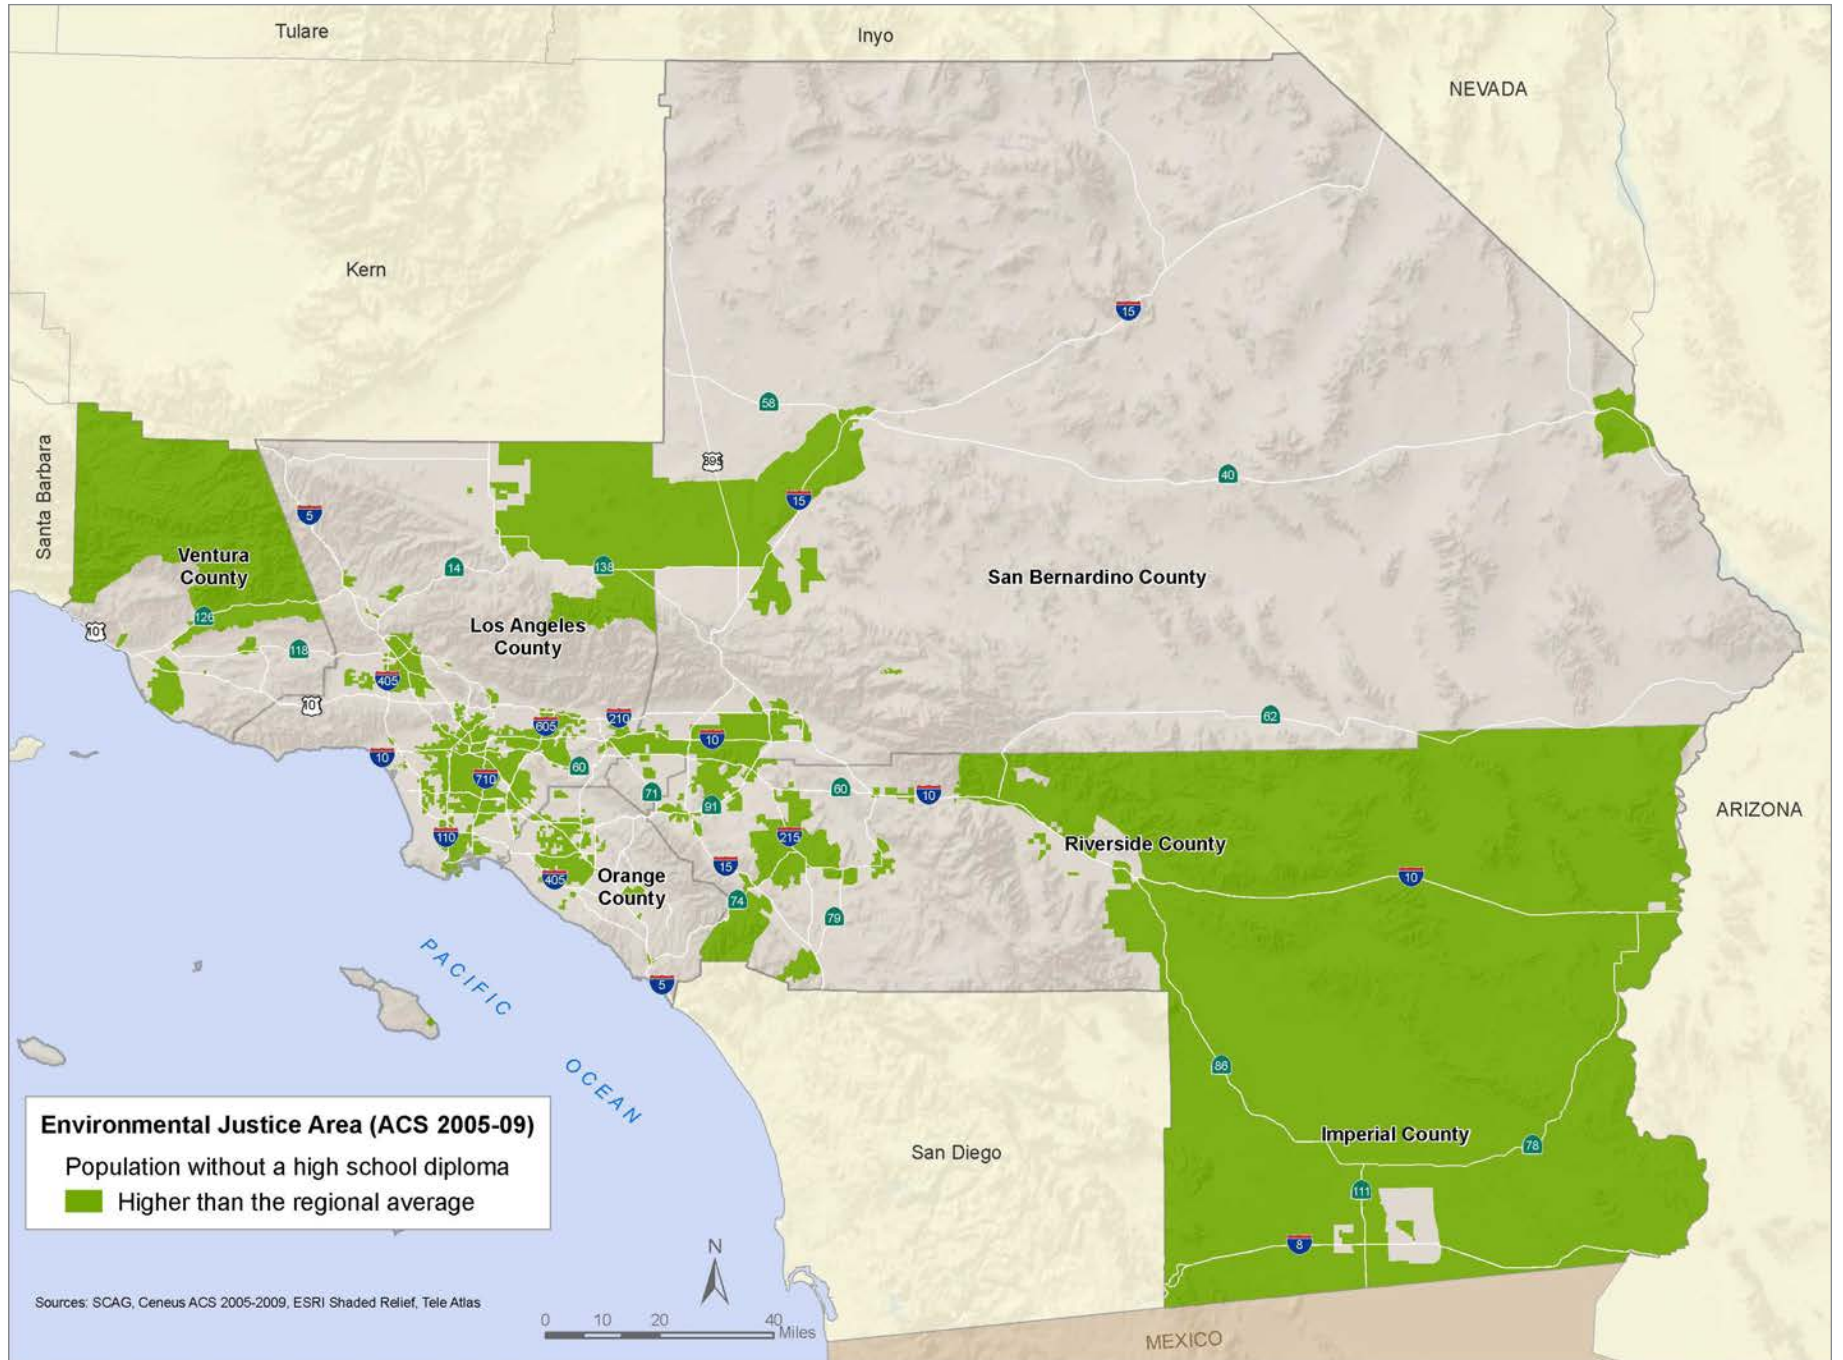 Tulare
Inyo
NEVADA
Kern
15
58
395
Santa Barbara
15
40
5
Ventura
County
14
138
San Bernardino County
126
Los Angeles
County
101
118
405
101
605
210
10
62
10
60
710
71
91
60
10
ARIZONA
110
215
Riverside County
405
Orange
County
15
10
74
79
PACIFIC
OCEAN
5
86
Environmental Justice Area (ACS 2005-09)
Population without a high school diploma
Higher than the regional average
San Diego
Imperial County
78
111
8
N
Sources: SCAG, Ceneus ACS 2005-2009, ESRI Shaded Relief, Tele Atlas
0 10 20 40 Miles
MEXICO